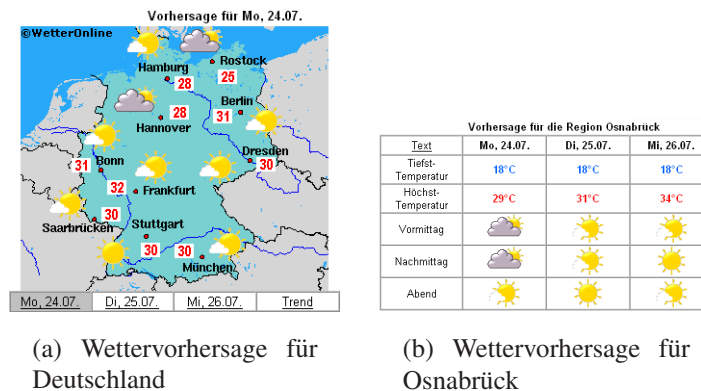 Vorhersage für Mo, 24.07.
©WetterOnline
Rostock
Hamburg
25
28
Berlin
28
31
Hannover
Dresden
31
Bonn
30
32
Frankfurt
30
Saarbrücken
Stuttgart
30
30
München
Mo, 24.07. Di, 25.07. Mi, 26.07. Trend
(a) Wettervorhersage für
Deutschland
Vorhersage für die Region Osnabrück
Text Mo, 24.07. Di, 25.07. Mi, 26.07.
Tiefst-
Temperatur 18°C 18°C 18°C
Höchst-
Temperatur 29°C 31°C 34°C
Vormittag
Nachmittag
Abend
(b) Wettervorhersage für
Osnabrück